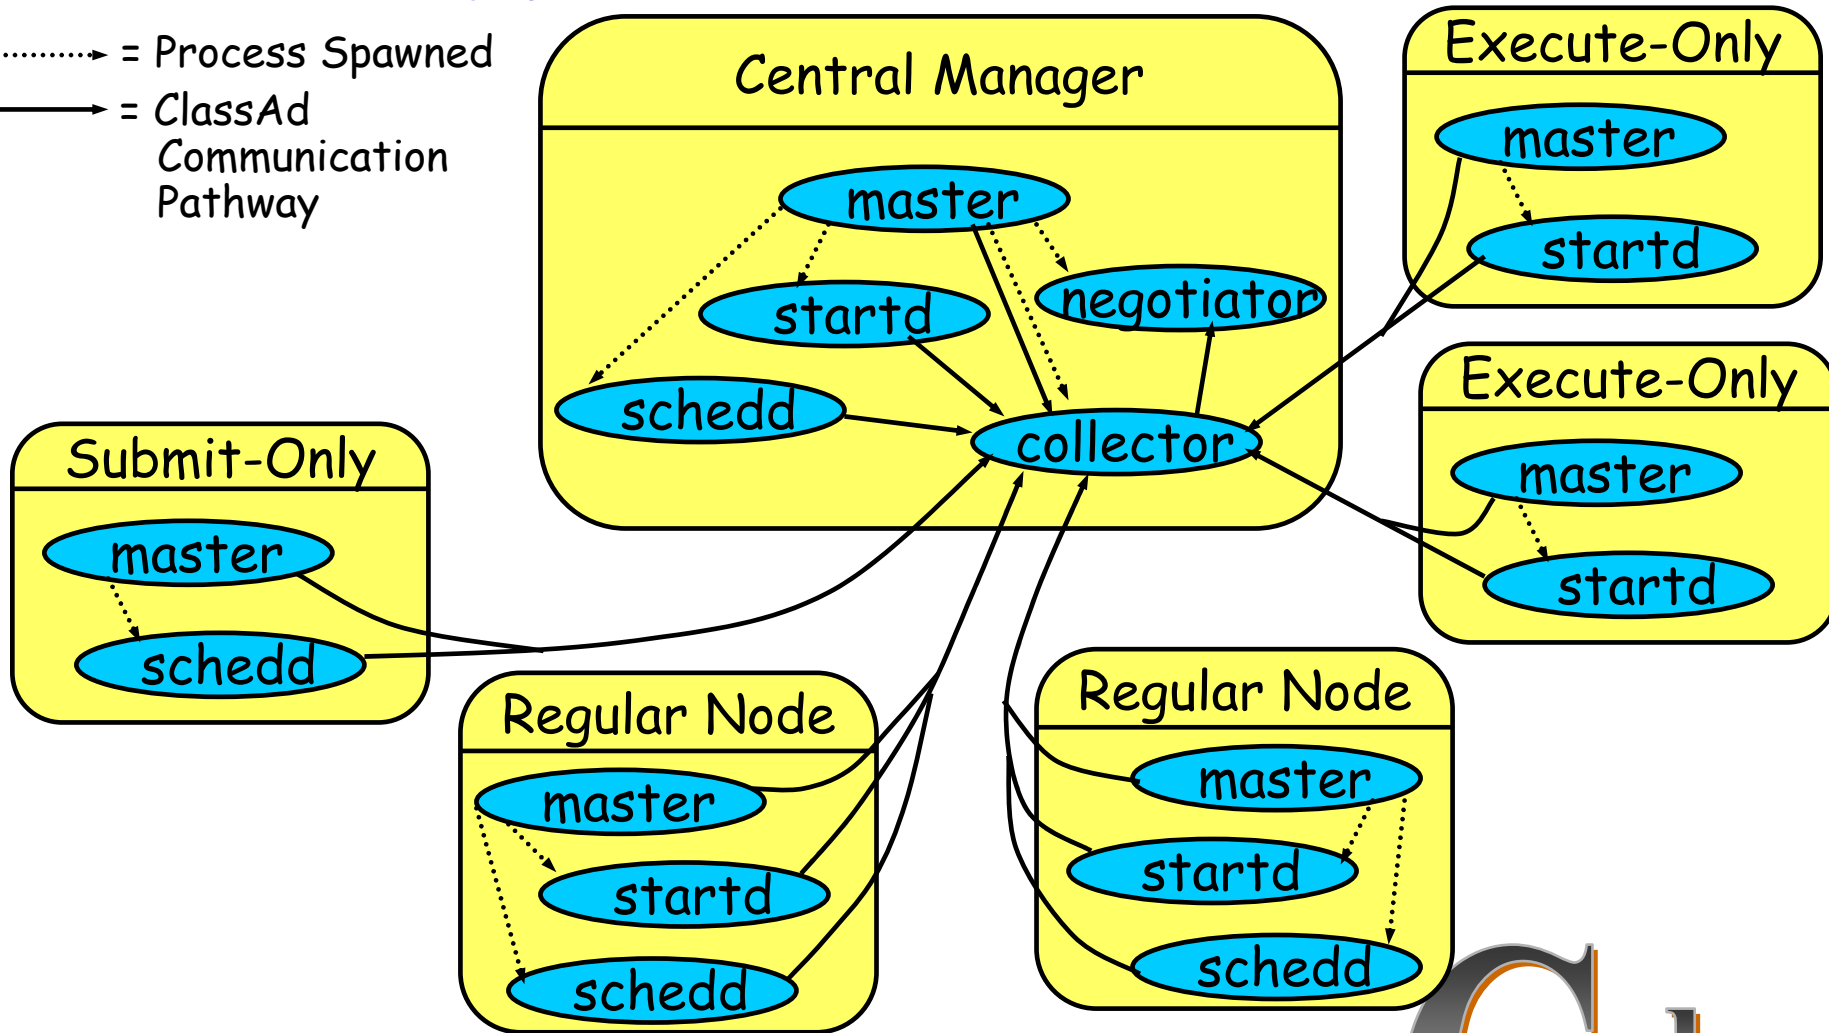 = Process Spawned
= ClassAd
Communication
Pathway
Central Manager
master
startd
negotiator
schedd
collector
Execute-Only
master
startd
Execute-Only
master
startd
Submit-Only
master
schedd
Regular Node
master
startd
schedd
Regular Node
master
startd
schedd